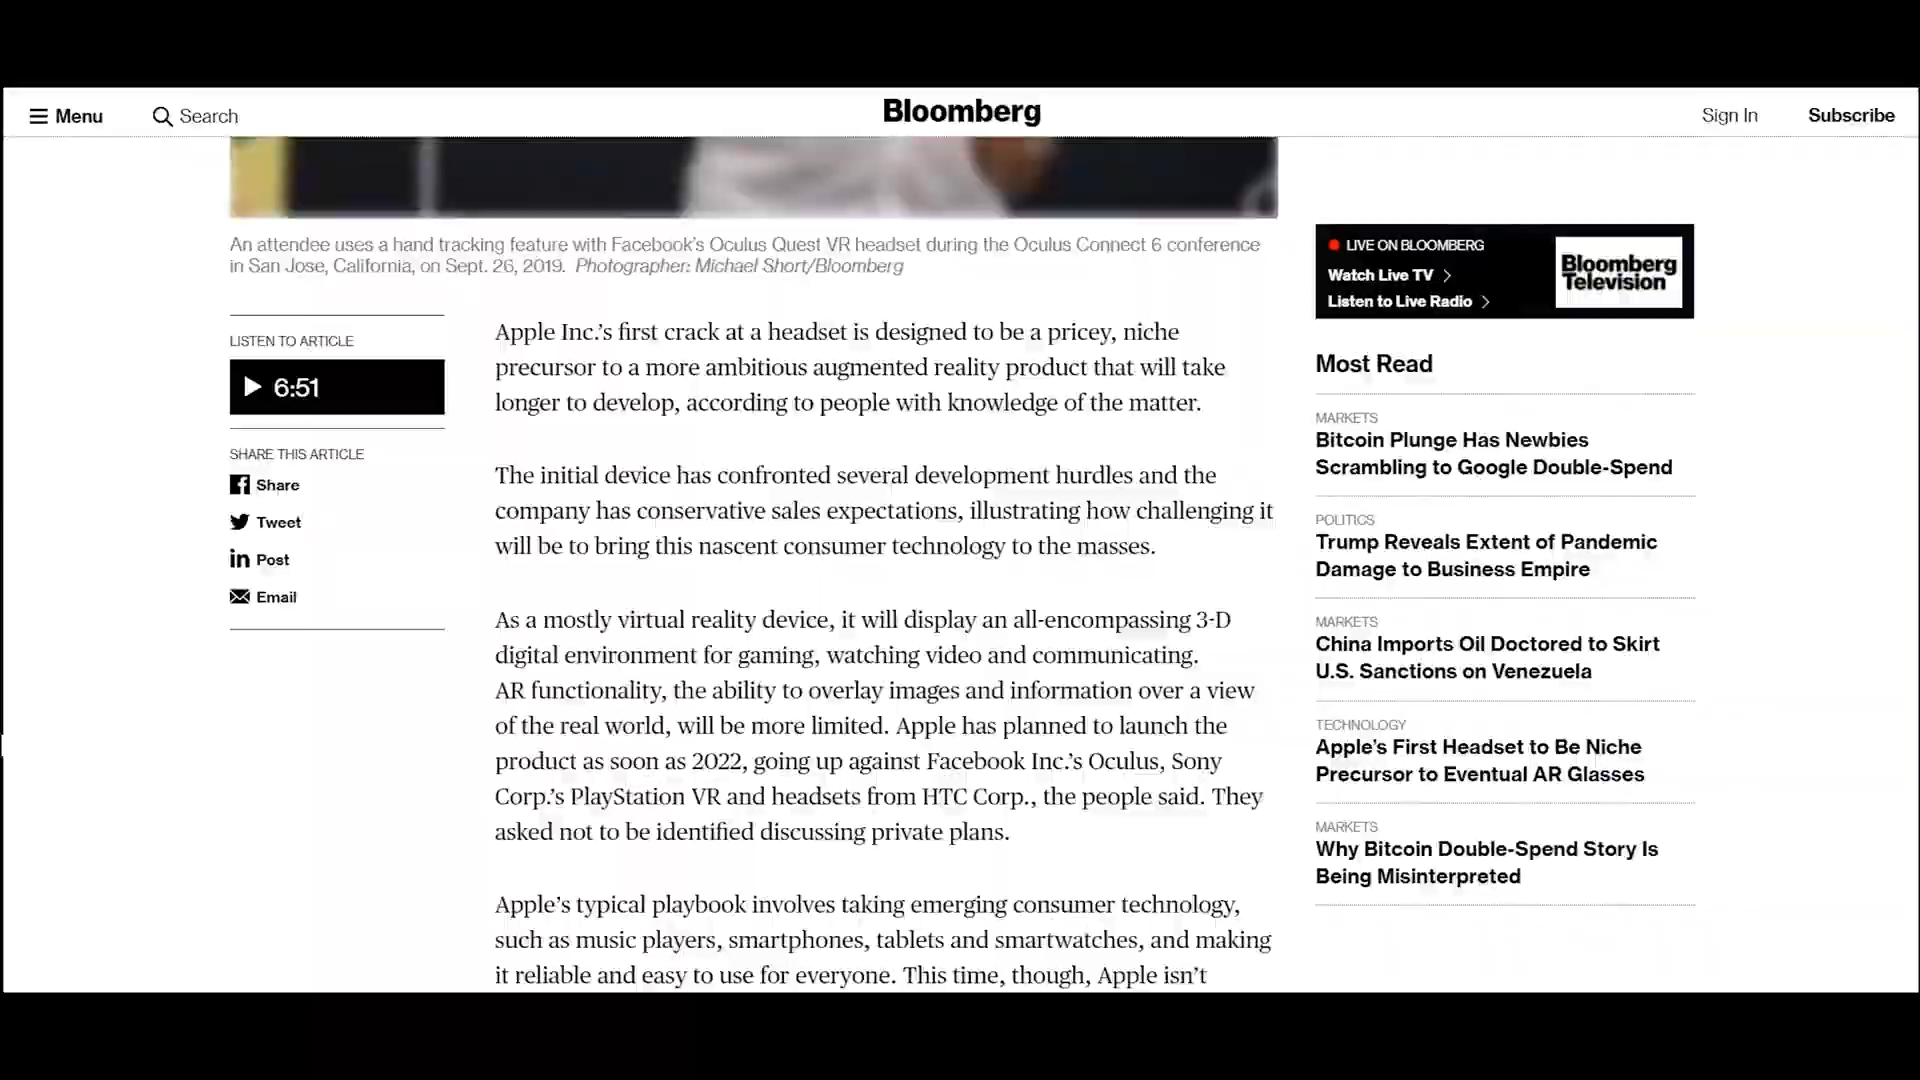 Menu
Search
Bloomberg
Sign In
Subscribe
An attendee uses a hand tracking feature with Facebook's Oculus Quest VR headset during the Oculus Connect 6 conference
in San Jose, California, on Sept. 26, 2019. Photographer: Michael Short/Bloomberg
LISTEN TO ARTICLE
6:51
SHARE THIS ARTICLE
Share
Tweet
Post
Email
Apple Inc.’s first crack at a headset is designed to be a pricey, niche
precursor to a more ambitious augmented reality product that will take
longer to develop, according to people with knowledge of the matter.
The initial device has confronted several development hurdles and the
company has conservative sales expectations, illustrating how challenging it
will be to bring this nascent consumer technology to the masses.
As a mostly virtual reality device, it will display an all-encompassing 3-D
digital environment for gaming, watching video and communicating.
AR functionality, the ability to overlay images and information over a view
of the real world, will be more limited. Apple has planned to launch the
product as soon as 2022, going up against Facebook Inc.’s Oculus, Sony
Corp.’s PlayStation VR and headsets from HTC Corp., the people said. They
asked not to be identified discussing private plans.
Apple’s typical playbook involves taking emerging consumer technology,
such as music players, smartphones, tablets and smartwatches, and making
it reliable and easy to use for everyone. This time, though, Apple isn’t
LIVE ON BLOOMBERG
Watch Live TV
Listen to Live Radio
Bloomberg
Television
Most Read
MARKETS
Bitcoin Plunge Has Newbies
Scrambling to Google Double-Spend
POLITICS
Trump Reveals Extent of Pandemic
Damage to Business Empire
MARKETS
China Imports Oil Doctored to Skirt
U.S. Sanctions on Venezuela
TECHNOLOGY
Apple’s First Headset to Be Niche
Precursor to Eventual AR Glasses
MARKETS
Why Bitcoin Double-Spend Story Is
Being Misinterpreted